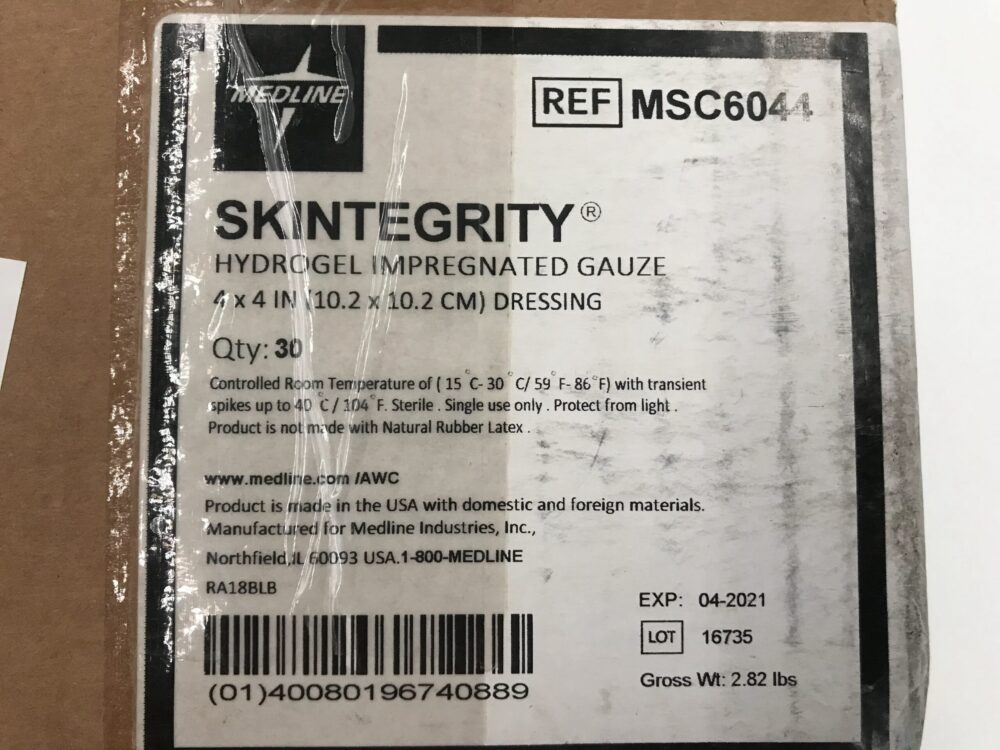 MEDLINE
REF MSC6044
SKINTEGRITY®
HYDROGEL IMPREGNATED GAUZE
4 x 4 IN (10.2 x 10.2 CM) DRESSING
Qty: 30
Controlled Room Temperature of ( 15 °C- 30 °C/ 59 °F- 86 °F) with transient
spikes up to 40 °C / 104 °F. Sterile . Single use only . Protect from light .
Product is not made with Natural Rubber Latex .
www.medline.com /AWC
Product is made in the USA with domestic and foreign materials.
Manufactured for Medline Industries, Inc.,
Northfield,IL 60093 USA.1-800-MEDLINE
RA18BLB
(01)40080196740889
EXP: 04-2021
LOT 16735
Gross Wt: 2.82 lbs